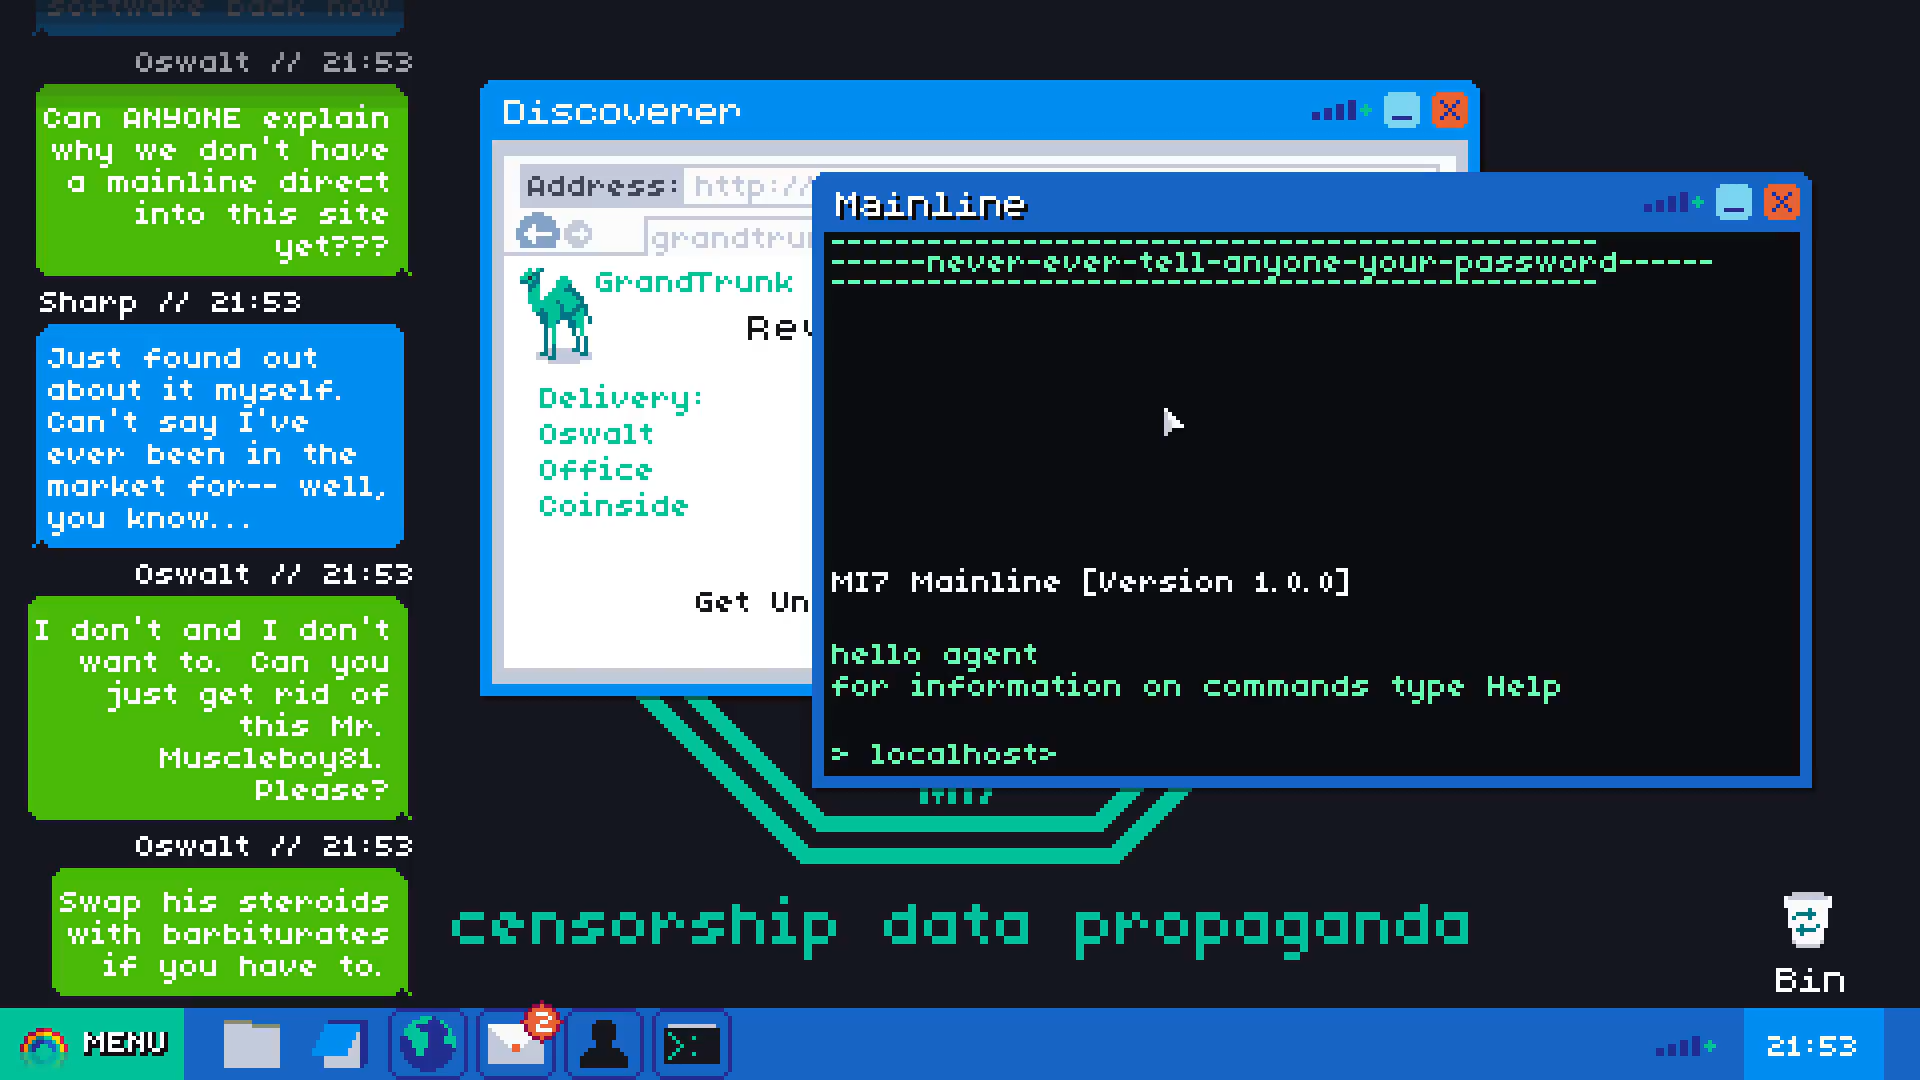 software back now
Oswalt // 21:53
Can ANYONE explain
why we don't have
a mainline direct
into this site
yet???
Sharp // 21:53
Just found out
about it myself.
Can't say I've
ever been in the
market for-- well,
you know...
Oswalt // 21:53
I don't and I don't
want to. Can you
just get rid of
this Mr.
Muscleboy81.
Please?
Oswalt // 21:53
Swap his steroids
with barbiturates
if you have to.
Discoverer
Address: http://
grandtru
GrandTrunk
Rev
Delivery:
Oswalt
Office
Coinside
Get Un
Mainline
------never-ever-tell-anyone-your-password------
MI7 Mainline [Version 1.0.0]
hello agent
for information on commands type Help
> localhost>
censorship data propaganda
Bin
MENU
2
21:53